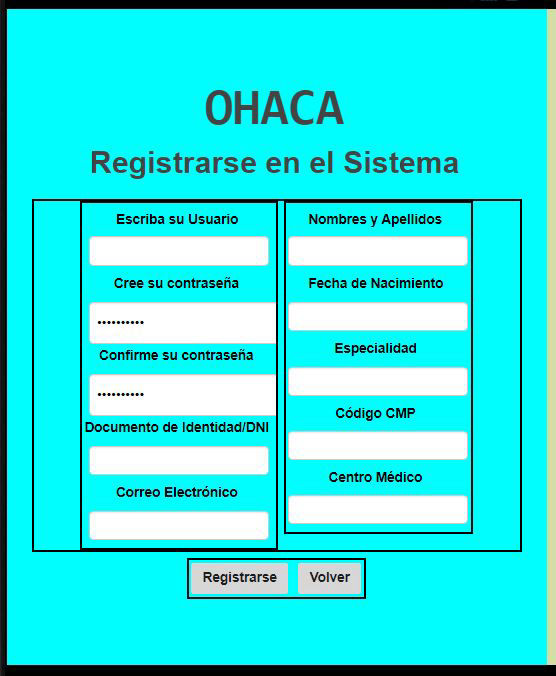 OHACA
Registrarse en el Sistema
Escriba su Usuario
Cree su contraseña
••••••••••
Confirme su contraseña
••••••••••
Documento de Identidad/DNI
Correo Electrónico
Nombres y Apellidos
Fecha de Nacimiento
Especialidad
Código CMP
Centro Médico
Registrarse
Volver